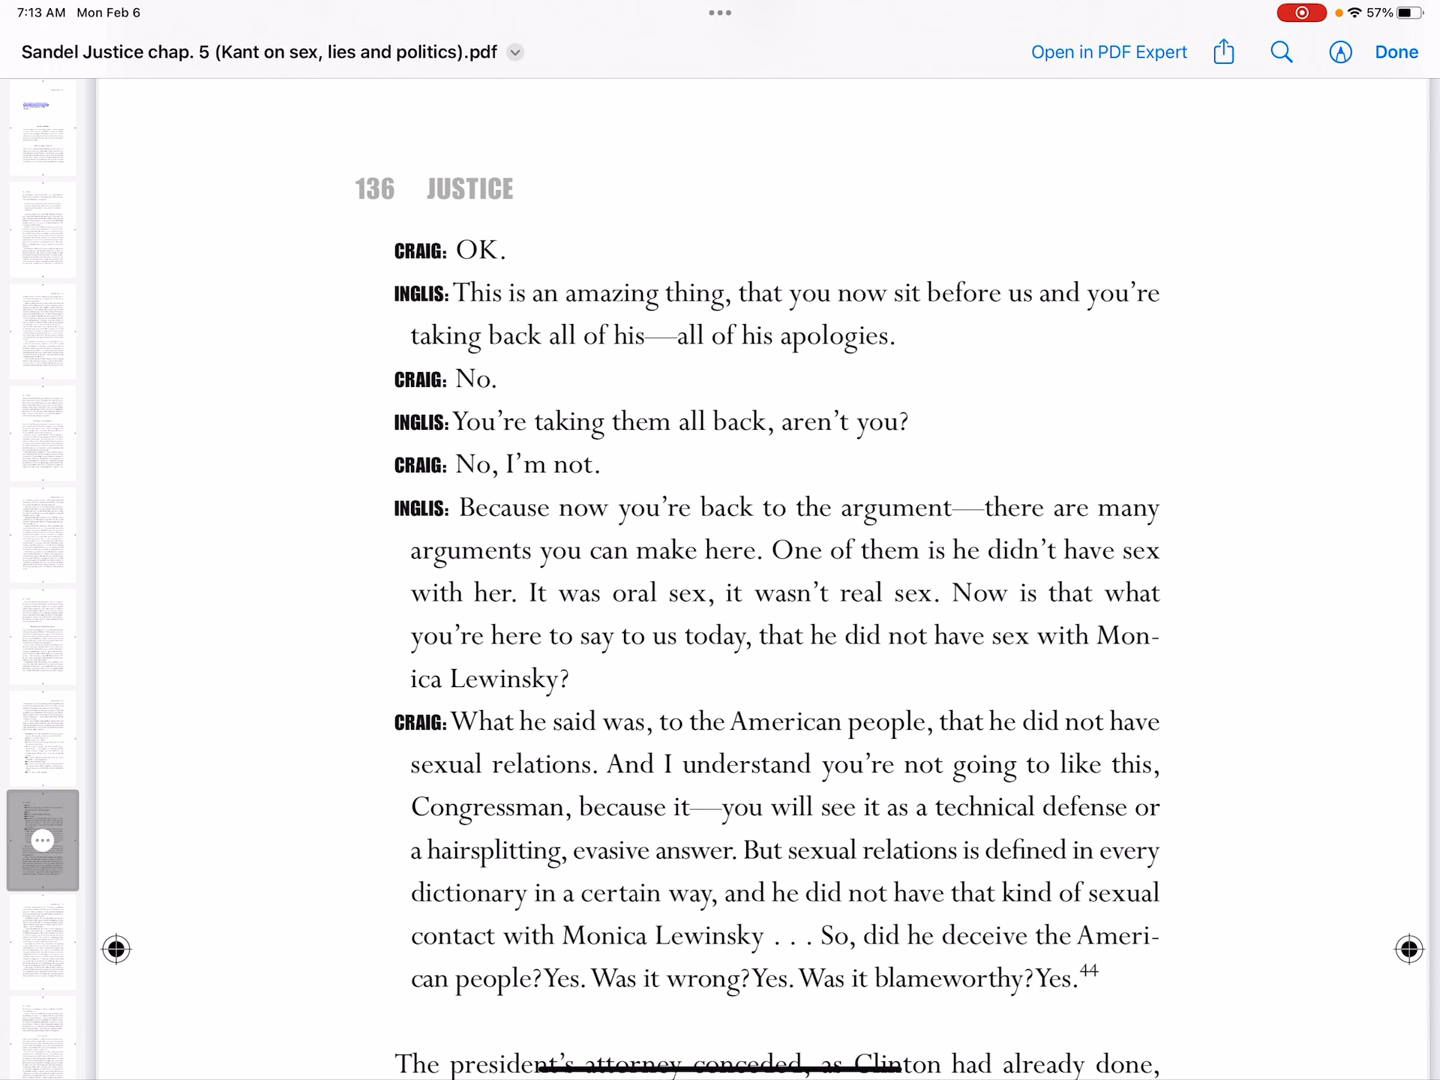 7:13 AM Mon Feb 6
57%
Sandel Justice chap. 5 (Kant on sex, lies and politics).pdf
Open in PDF Expert
Done
136 JUSTICE
CRAIG: OK.
INGLIS: This is an amazing thing, that you now sit before us and you’re
taking back all of his—all of his apologies.
CRAIG: No.
INGLIS: You’re taking them all back, aren’t you?
CRAIG: No, I’m not.
INGLIS: Because now you’re back to the argument—there are many
arguments you can make here. One of them is he didn’t have sex
with her. It was oral sex, it wasn’t real sex. Now is that what
you’re here to say to us today, that he did not have sex with Mon-
ica Lewinsky?
CRAIG: What he said was, to the American people, that he did not have
sexual relations. And I understand you’re not going to like this,
Congressman, because it—you will see it as a technical defense or
a hairsplitting, evasive answer. But sexual relations is defined in every
dictionary in a certain way, and he did not have that kind of sexual
contact with Monica Lewinsky . . . So, did he deceive the Ameri-
can people? Yes. Was it wrong? Yes. Was it blameworthy? Yes.44
The president’s attorney conceded, as Clinton had already done,